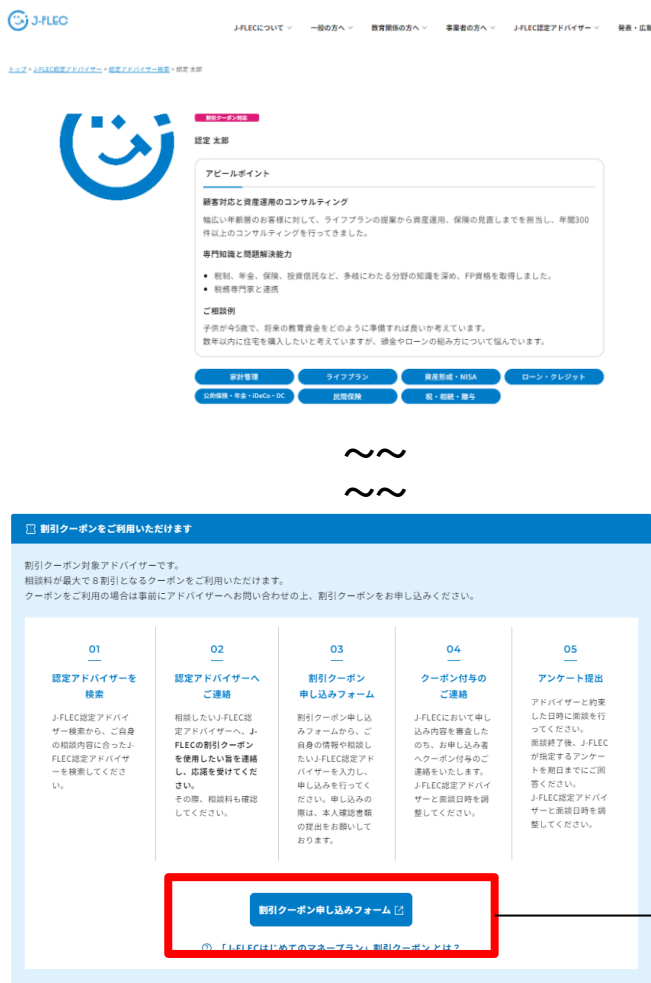 J-FLEC
J-FLECについて 一般の方へ 教育関係の方へ 事業者の方へ J-FLEC認定アドバイザー 発表・広報
トップ > J-FLEC認定アドバイザー > 認定アドバイザー検索 > 認定 太郎
割引クーポン対応
認定 太郎
アピールポイント
顧客対応と資産運用のコンサルティング
幅広い年齢層のお客様に対して、ライフプランの提案から資産運用、保険の見直しまでを担当し、年間300
件以上のコンサルティングを行ってきました。
専門知識と問題解決能力
• 税制、年金、保険、投資信託など、多岐にわたる分野の知識を深め、FP資格を取得しました。
• 税務専門家と連携
ご相談例
子供が今5歳で、将来の教育資金をどのように準備すれば良いか考えています。
数年以内に住宅を購入したいと考えていますが、頭金やローンの組み方について悩んでいます。
家計管理 ライフプラン 資産形成・NISA ローン・クレジット
公的保険・年金・iDeCo・DC 民間保険 税・相続・贈与
〜〜
〜〜
割引クーポンをご利用いただけます
割引クーポン対象アドバイザーです。
相談料が最大で８割引となるクーポンをご利用いただけます。
クーポンをご利用の場合は事前にアドバイザーへお問い合わせの上、割引クーポンをお申し込みください。
01
認定アドバイザーを
検索
J-FLEC認定アドバイ
ザー検索から、ご自身
の相談内容に合ったJ-
FLEC認定アドバイザ
ーを検索してくださ
い。
02
認定アドバイザーへ
ご連絡
相談したいJ-FLEC認
定アドバイザーへ、J-
FLECの割引クーポン
を使用したい旨を連絡
し、応諾を受けてくだ
さい。
その際、相談料も確認
してください。
03
割引クーポン
申し込みフォーム
割引クーポン申し込
みフォームから、ご
自身の情報や相談し
たいJ-FLEC認定アド
バイザーを入力し、
申し込みを行ってく
ださい。申し込みの
際は、本人確認書類
の提出をお願いして
おります。
04
クーポン付与の
ご連絡
J-FLECにおいて申し
込み内容を審査した
のち、お申し込み者
へクーポン付与のご
連絡をいたします。
J-FLEC認定アドバイ
ザーと面談日時を調
整してください。
05
アンケート提出
アドバイザーと約束
した日時に面談を行
ってください。
面談終了後、J-FLEC
が指定するアンケー
トを期日までにご回
答ください。
J-FLEC認定アドバイ
ザーと面談日時を調
整してください。
割引クーポン申し込みフォーム
「J-FLECはじめてのマネープラン」割引クーポン とは？